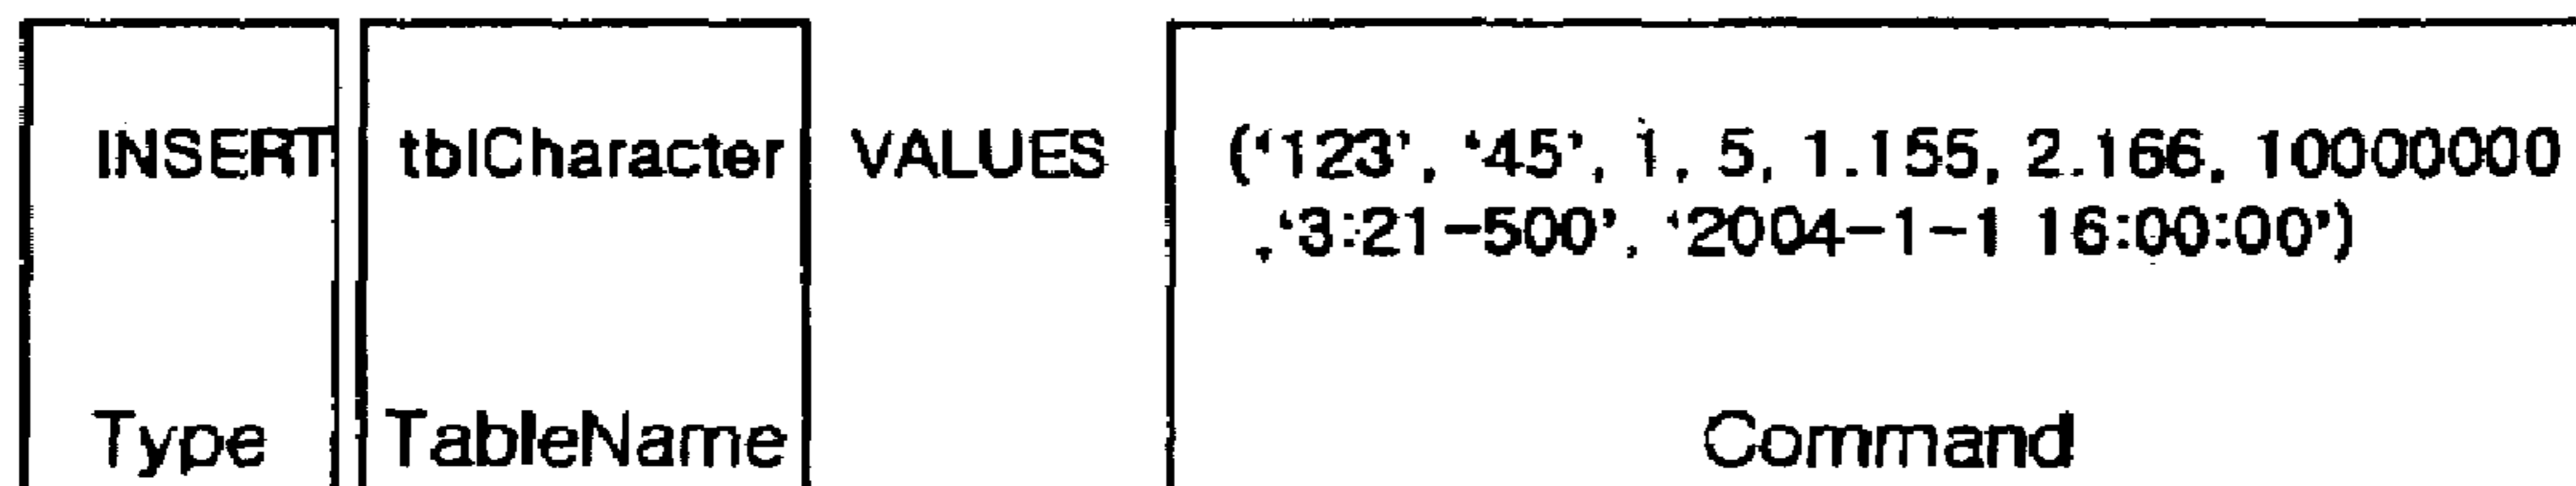 INSERT tblCharacter VALUES (‘123’, ‘45’, 1, 5, 1.155, 2.166, 10000000
,‘3:21-500’, ‘2004-1-1 16:00:00’)
Type TableName Command